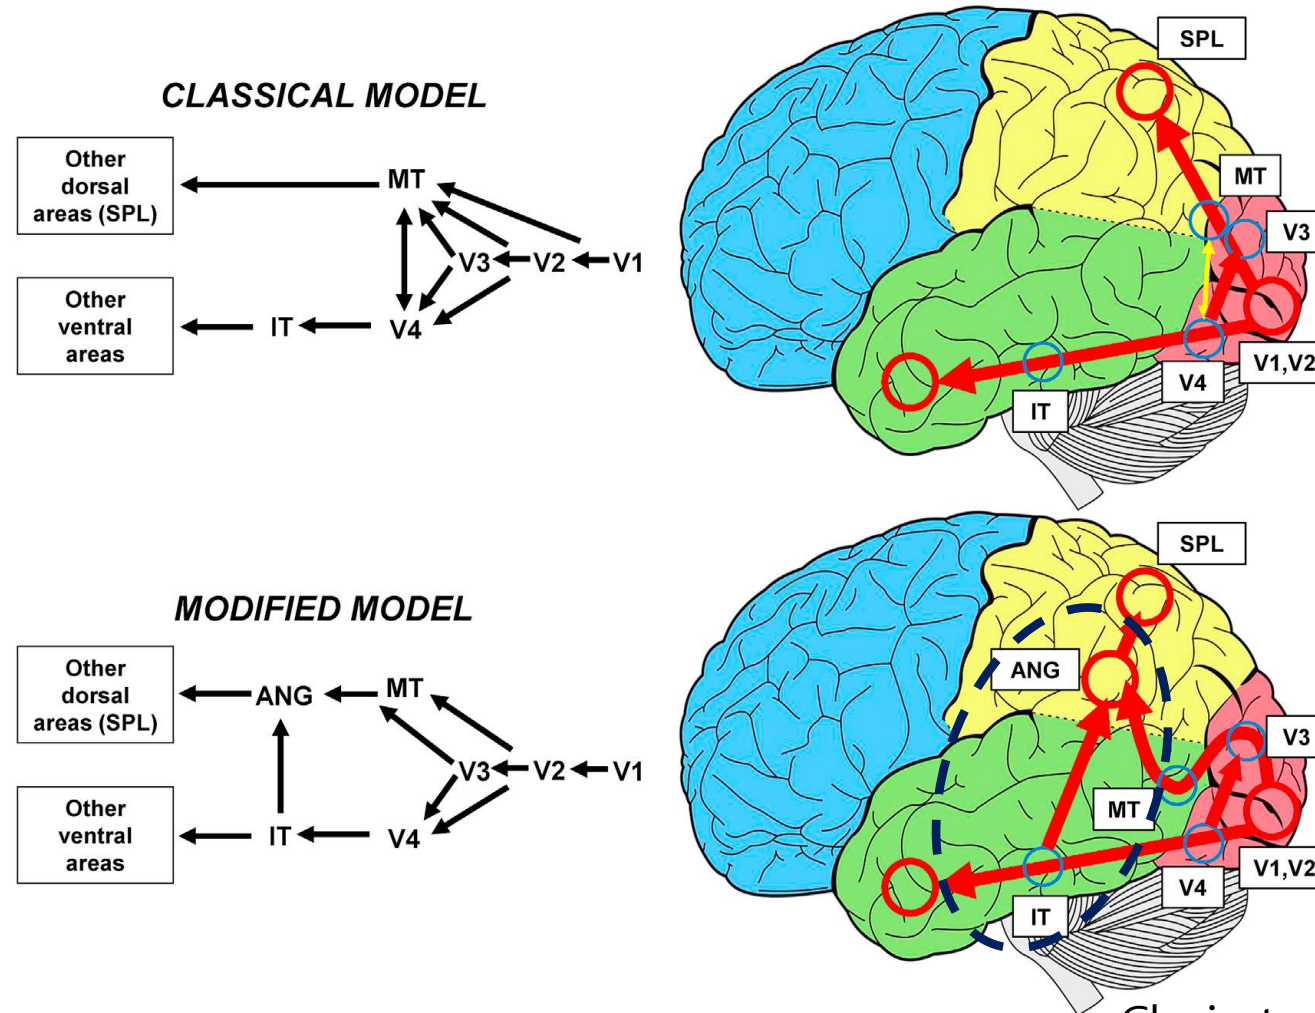 CLASSICAL MODEL
Other
dorsal
areas (SPL)
MT
V3
V2
V1
Other
ventral
areas
IT
V4
SPL
MT
V3
V1,V2
V4
IT
MODIFIED MODEL
Other
dorsal
areas (SPL)
ANG
MT
V3
V2
V1
Other
ventral
areas
IT
V4
SPL
ANG
V3
MT
V1,V2
V4
IT